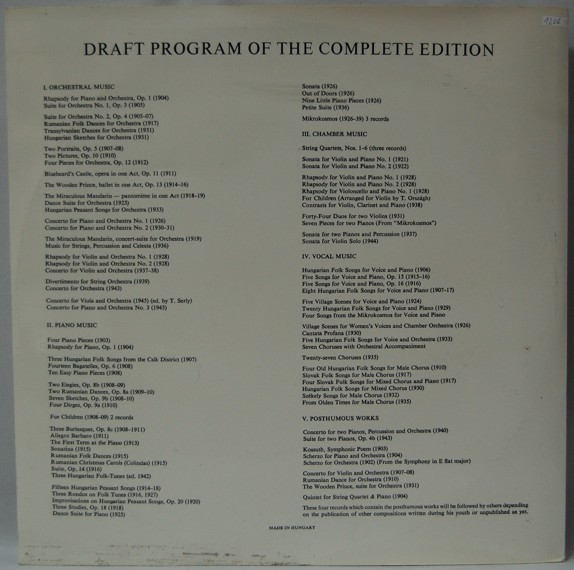 DRAFT PROGRAM OF THE COMPLETE EDITION
I. ORCHESTRAL MUSIC
Rhapsody for Piano and Orchestra, Op. 1 (1904)
Suite for Orchestra No. 1, Op. 3 (1905)
Suite for Orchestra No. 2, Op. 4 (1905-07)
Rumanian Folk Dances for Orchestra (1917)
Transylvanian Dances for Orchestra (1931)
Hungarian Sketches for Orchestra (1931)
Two Portraits, Op. 5 (1907-08)
Two Pictures, Op. 10 (1910)
Four Pieces for Orchestra, Op. 12 (1912)
Bluebeard's Castle, opera in one Act, Op. 11 (1911)
The Wooden Prince, ballet in one Act, Op. 13 (1914-16)
The Miraculous Mandarin — pantomime in one Act (1918-19)
Dance Suite for Orchestra (1923)
Hungarian Peasant Songs for Orchestra (1933)
Concerto for Piano and Orchestra No. 1 (1926)
Concerto for Piano and Orchestra No. 2 (1930-31)
The Miraculous Mandarin, concert-suite for Orchestra (1919)
Music for Strings, Percussion and Celesta (1936)
Rhapsody for Violin and Orchestra No. 1 (1928)
Rhapsody for Violin and Orchestra No. 2 (1928)
Concerto for Violin and Orchestra (1937-38)
Divertimento for String Orchestra (1939)
Concerto for Orchestra (1943)
Concerto for Viola and Orchestra (1945) (ed. by T. Serly)
Concerto for Piano and Orchestra No. 3 (1945)
II. PIANO MUSIC
Four Piano Pieces (1903)
Rhapsody for Piano, Op. 1 (1904)
Three Hungarian Folk Songs from the Csík District (1907)
Fourteen Bagatelles, Op. 6 (1908)
Ten Easy Piano Pieces (1908)
Two Elegies, Op. 8b (1908-09)
Two Rumanian Dances, Op. 8a (1909-10)
Seven Sketches, Op. 9b (1908-10)
Four Dirges, Op. 9a (1910)
For Children (1908-09) 2 records
Three Burlesques, Op. 8c (1908-1911)
Allegro Barbaro (1911)
The First Term at the Piano (1913)
Sonatina (1915)
Rumanian Folk Dances (1915)
Rumanian Christmas Carols (Colindas) (1915)
Suite, Op. 14 (1916)
Three Hungarian Folk-Tunes (ed. 1942)
Fifteen Hungarian Peasant Songs (1914-18)
Three Rondos on Folk Tunes (1916, 1927)
Improvisations on Hungarian Peasant Songs, Op. 20 (1920)
Three Studies, Op. 18 (1918)
Dance Suite for Piano (1925)
Sonata (1926)
Out of Doors (1926)
Nine Little Piano Pieces (1926)
Petite Suite (1936)
Mikrokosmos (1926-39) 3 records
III. CHAMBER MUSIC
String Quartets, Nos. 1-6 (three records)
Sonata for Violin and Piano No. 1 (1921)
Sonata for Violin and Piano No. 2 (1922)
Rhapsody for Violin and Piano No. 1 (1928)
Rhapsody for Violin and Piano No. 2 (1928)
Rhapsody for Violoncello and Piano No. 1 (1928)
For Children (Arranged for Violin by T. Országh)
Contrasts for Violin, Clarinet and Piano (1938)
Forty-Four Duos for two Violins (1931)
Seven Pieces for two Pianos (From "Mikrokosmos")
Sonata for two Pianos and Percussion (1937)
Sonata for Violin Solo (1944)
IV. VOCAL MUSIC
Hungarian Folk Songs for Voice and Piano (1906)
Five Songs for Voice and Piano, Op. 15 (1915-16)
Five Songs for Voice and Piano, Op. 16 (1916)
Eight Hungarian Folk Songs for Voice and Piano (1907-17)
Five Village Scenes for Voice and Piano (1924)
Twenty Hungarian Folk Songs for Voice and Piano (1929)
Four Songs from the Mikrokosmos for Voice and Piano
Village Scenes for Women's Voices and Chamber Orchestra (1926)
Cantata Profana (1930)
Five Hungarian Folk Songs for Voice and Orchestra (1933)
Seven Choruses with Orchestral Accompaniment
Twenty-seven Choruses (1935)
Four Old Hungarian Folk Songs for Male Chorus (1910)
Slovak Folk Songs for Male Chorus (1917)
Four Slovak Folk Songs for Mixed Chorus and Piano (1917)
Hungarian Folk Songs for Mixed Chorus (1930)
Székely Songs for Male Chorus (1932)
From Olden Times for Male Chorus (1935)
V. POSTHUMOUS WORKS
Concerto for two Pianos, Percussion and Orchestra (1940)
Suite for two Pianos, Op. 4b (1943)
Kossuth, Symphonic Poem (1903)
Scherzo for Piano and Orchestra (1904)
Scherzo for Orchestra (1902) (From the Symphony in E flat major)
Concerto for Violin and Orchestra (1907-08)
Rumanian Dance for Orchestra (1910)
The Wooden Prince, suite for Orchestra (1931)
Quintet for String Quartet & Piano (1904)
These four records which contain the posthumous works will be followed by others depending
on the publication of other compositions written during his youth or unpublished as yet.
MADE IN HUNGARY